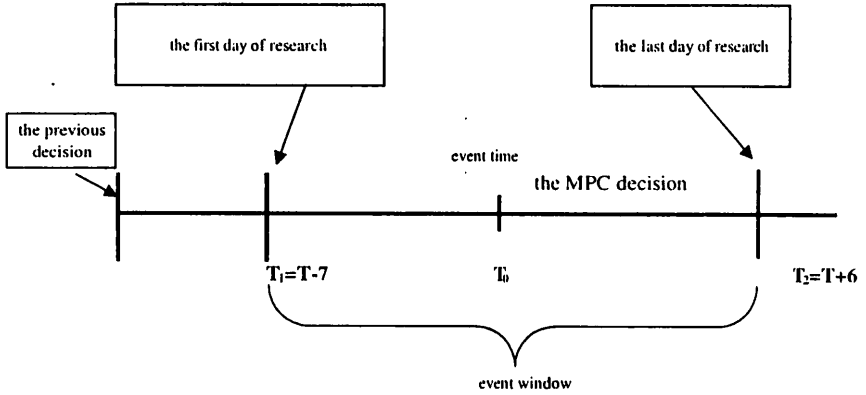 the first day of research
the last day of research
the previous
decision
event time
the MPC decision
T₁=T-7
T₀
T₂=T+6
event window